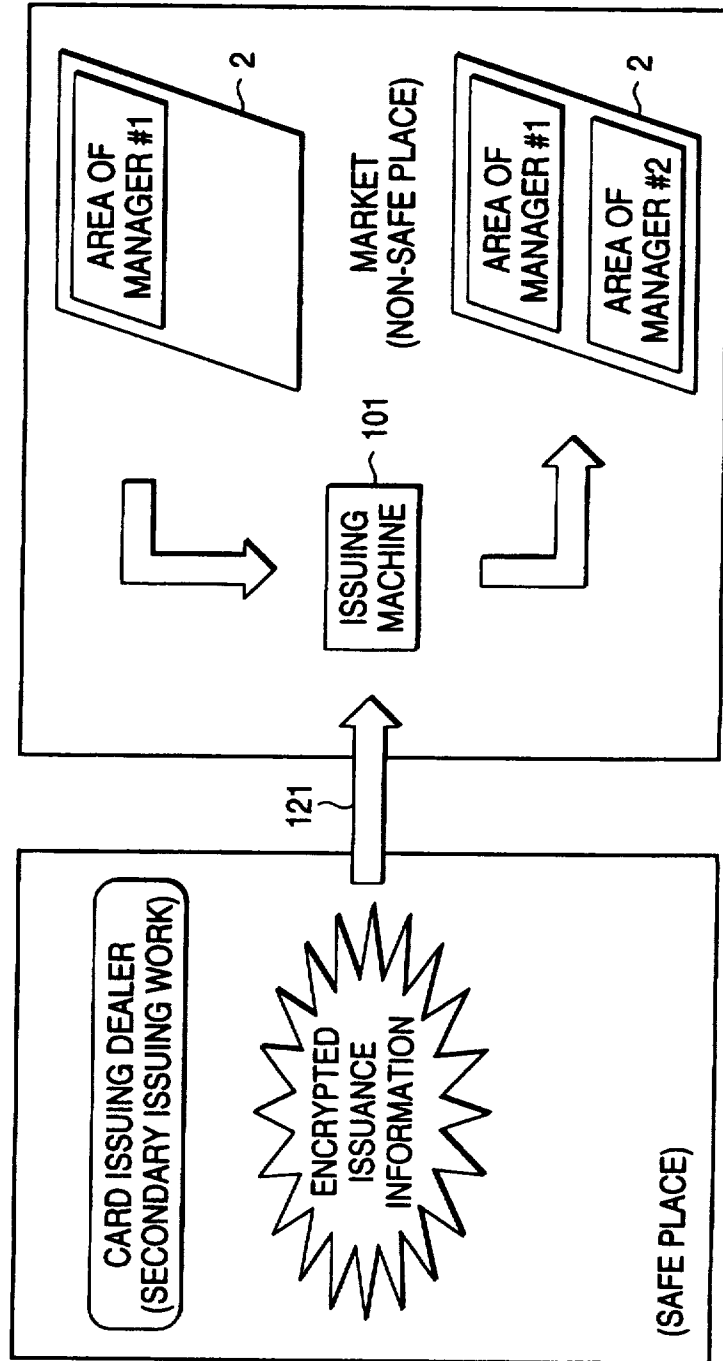 CARD ISSUING DEALER
(SECONDARY ISSUING WORK)
ENCRYPTED
ISSUANCE
INFORMATION
(SAFE PLACE)
121
ISSUING
MACHINE
101
AREA OF
MANAGER #1
2
MARKET
(NON-SAFE PLACE)
AREA OF
MANAGER #1
AREA OF
MANAGER #2
2